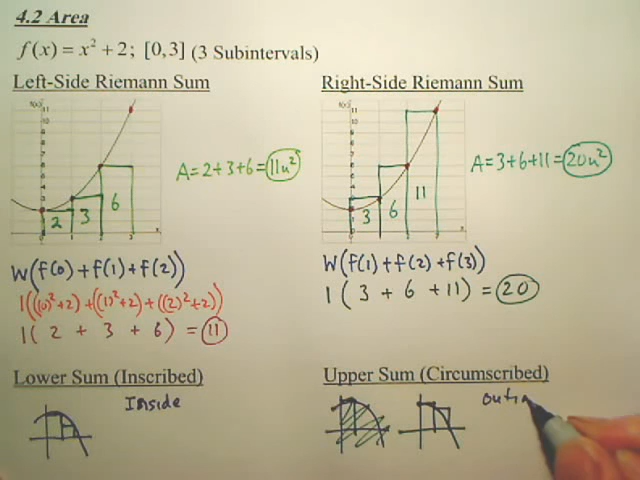 4.2 Area
f(x) = x² + 2; [0,3] (3 Subintervals)
Left-Side Riemann Sum
A = 2 + 3 + 6 = 11u²
2 3 6
W(f(0) + f(1) + f(2))
1((0)²+2) + ((1)²+2) + ((2)²+2))
1( 2 + 3 + 6 ) = 11
Lower Sum (Inscribed)
Inside
Right-Side Riemann Sum
A = 3 + 6 + 11 = 20u²
3 6 11
W(f(1) + f(2) + f(3))
1( 3 + 6 + 11) = 20
Upper Sum (Circumscribed)